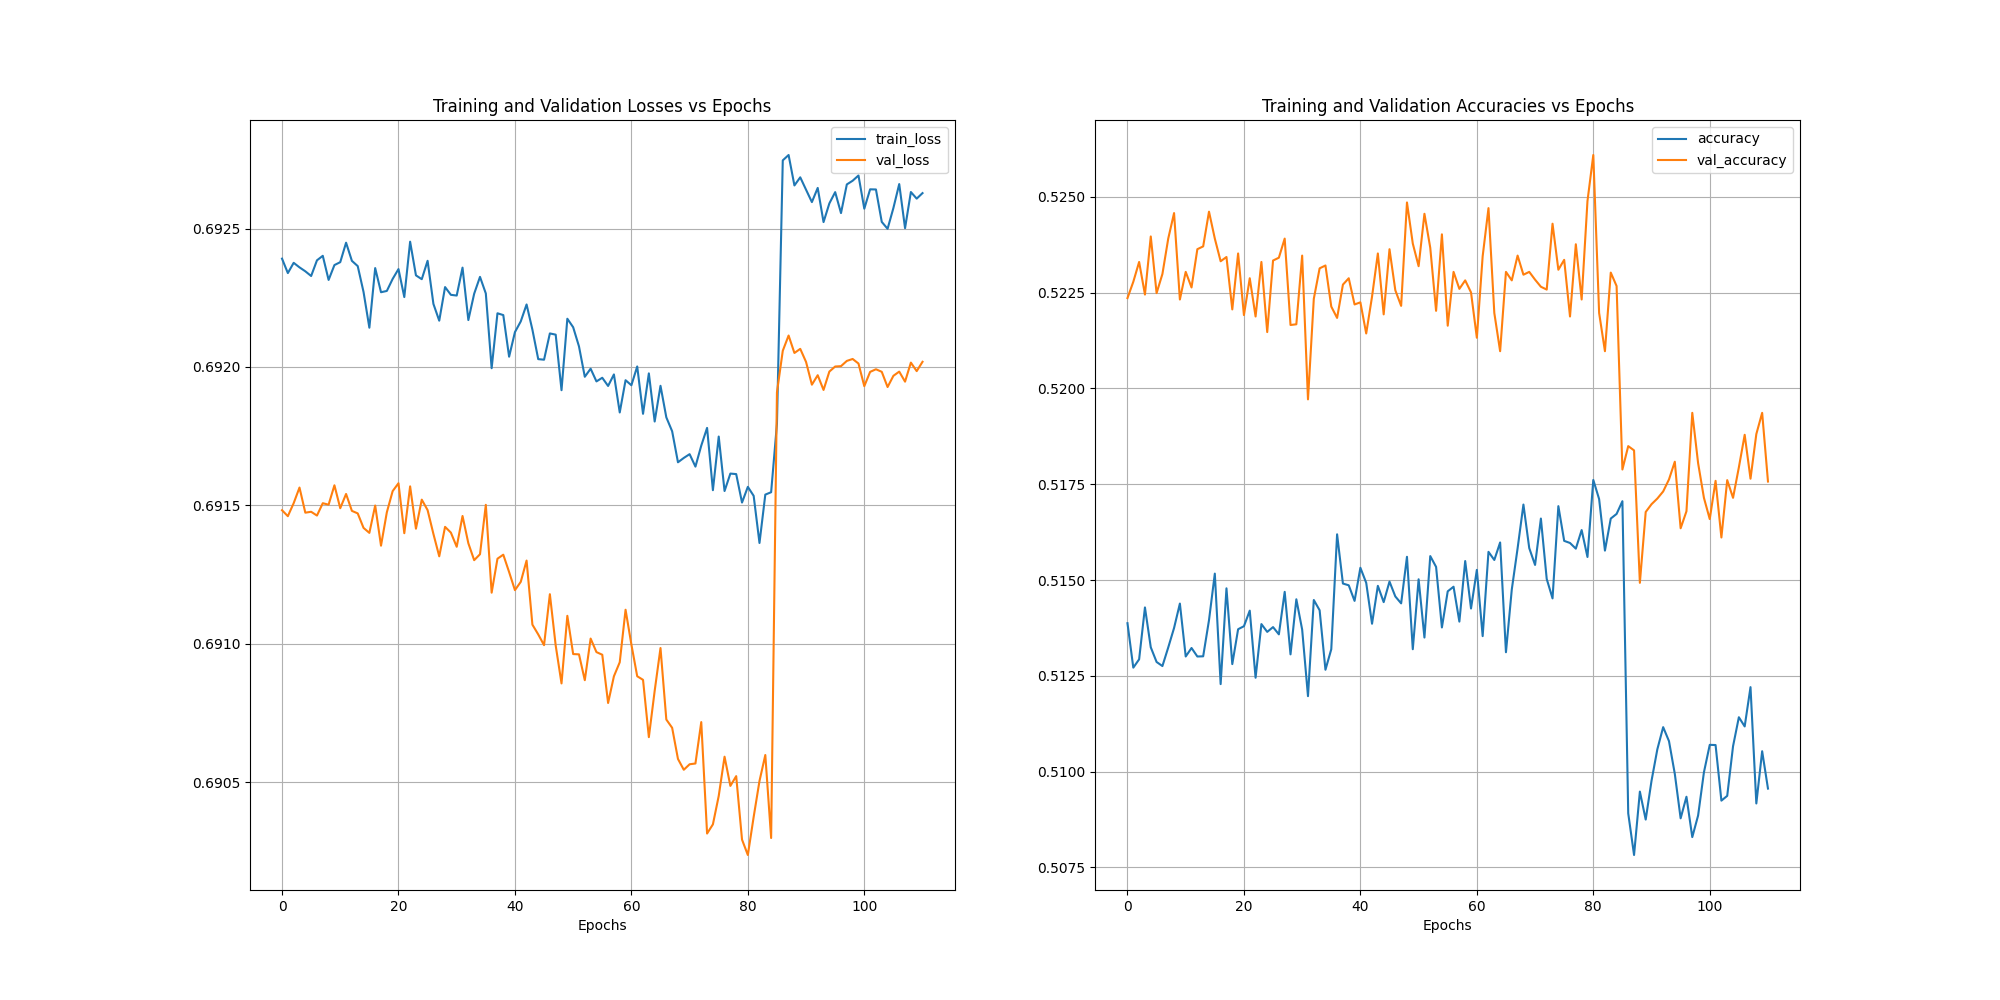 Training and Validation Losses vs Epochs
train_loss
val_loss
0.6925
0.6920
0.6915
0.6910
0.6905
0 20 40 60 80 100
Epochs
Training and Validation Accuracies vs Epochs
accuracy
val_accuracy
0.5250
0.5225
0.5200
0.5175
0.5150
0.5125
0.5100
0.5075
0 20 40 60 80 100
Epochs